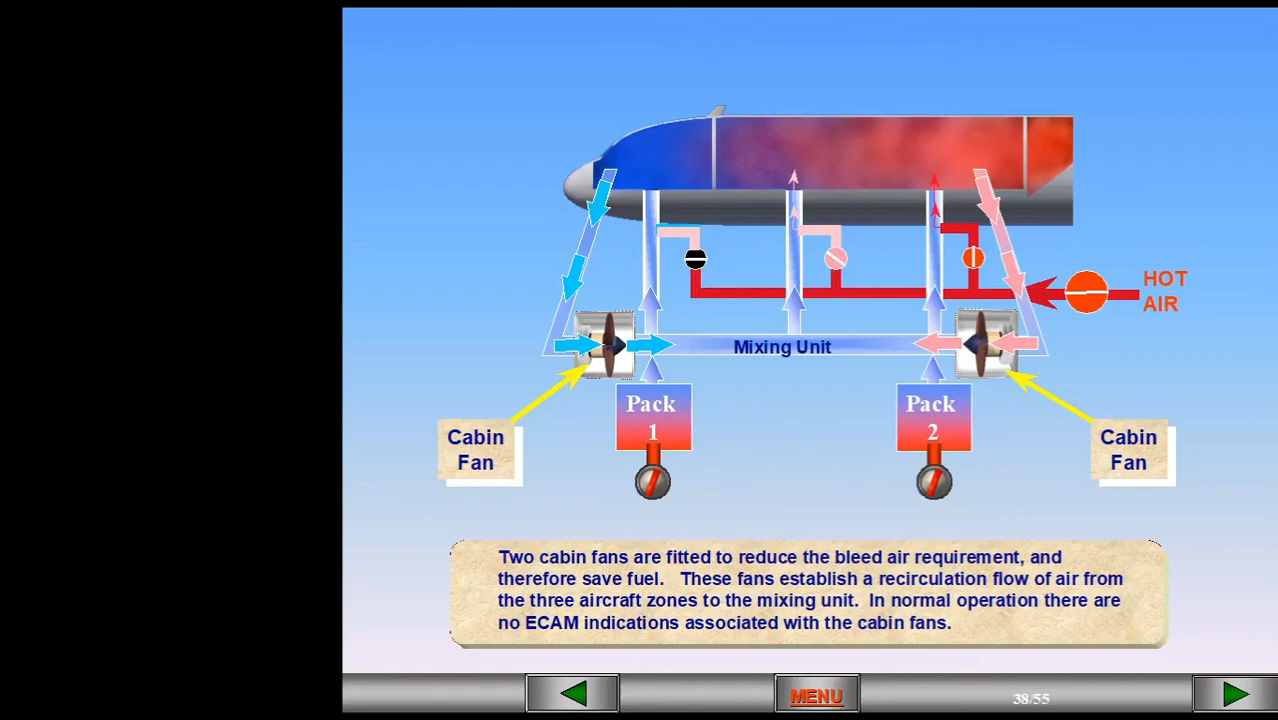 HOT
AIR
Mixing Unit
Pack
1
Pack
2
Cabin
Fan
Cabin
Fan
Two cabin fans are fitted to reduce the bleed air requirement, and
therefore save fuel. These fans establish a recirculation flow of air from
the three aircraft zones to the mixing unit. In normal operation there are
no ECAM indications associated with the cabin fans.
MENU
38/55